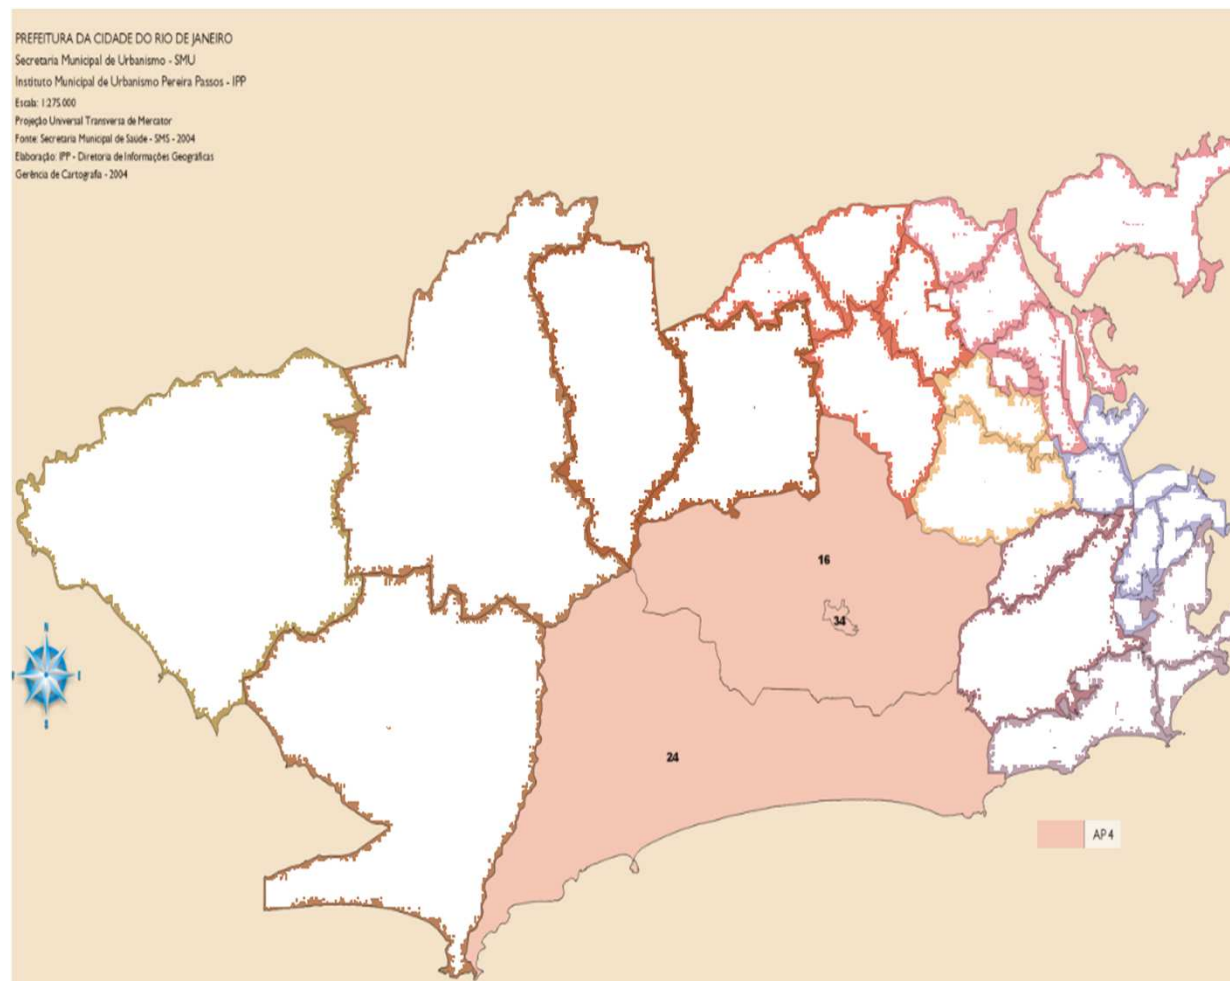 PREFEITURA DA CIDADE DO RIO DE JANEIRO
Secretaria Municipal de Urbanismo - SMU
Instituto Municipal de Urbanismo Pereira Passos - IPP
Escala: 1:275.000
Projeção Universal Transversa de Mercator
Fonte: Secretaria Municipal de Saúde - SMS - 2004
Elaboração: IPP - Diretoria de Informações Geográficas
Gerência de Cartografia - 2004
16
34
24
AP 4